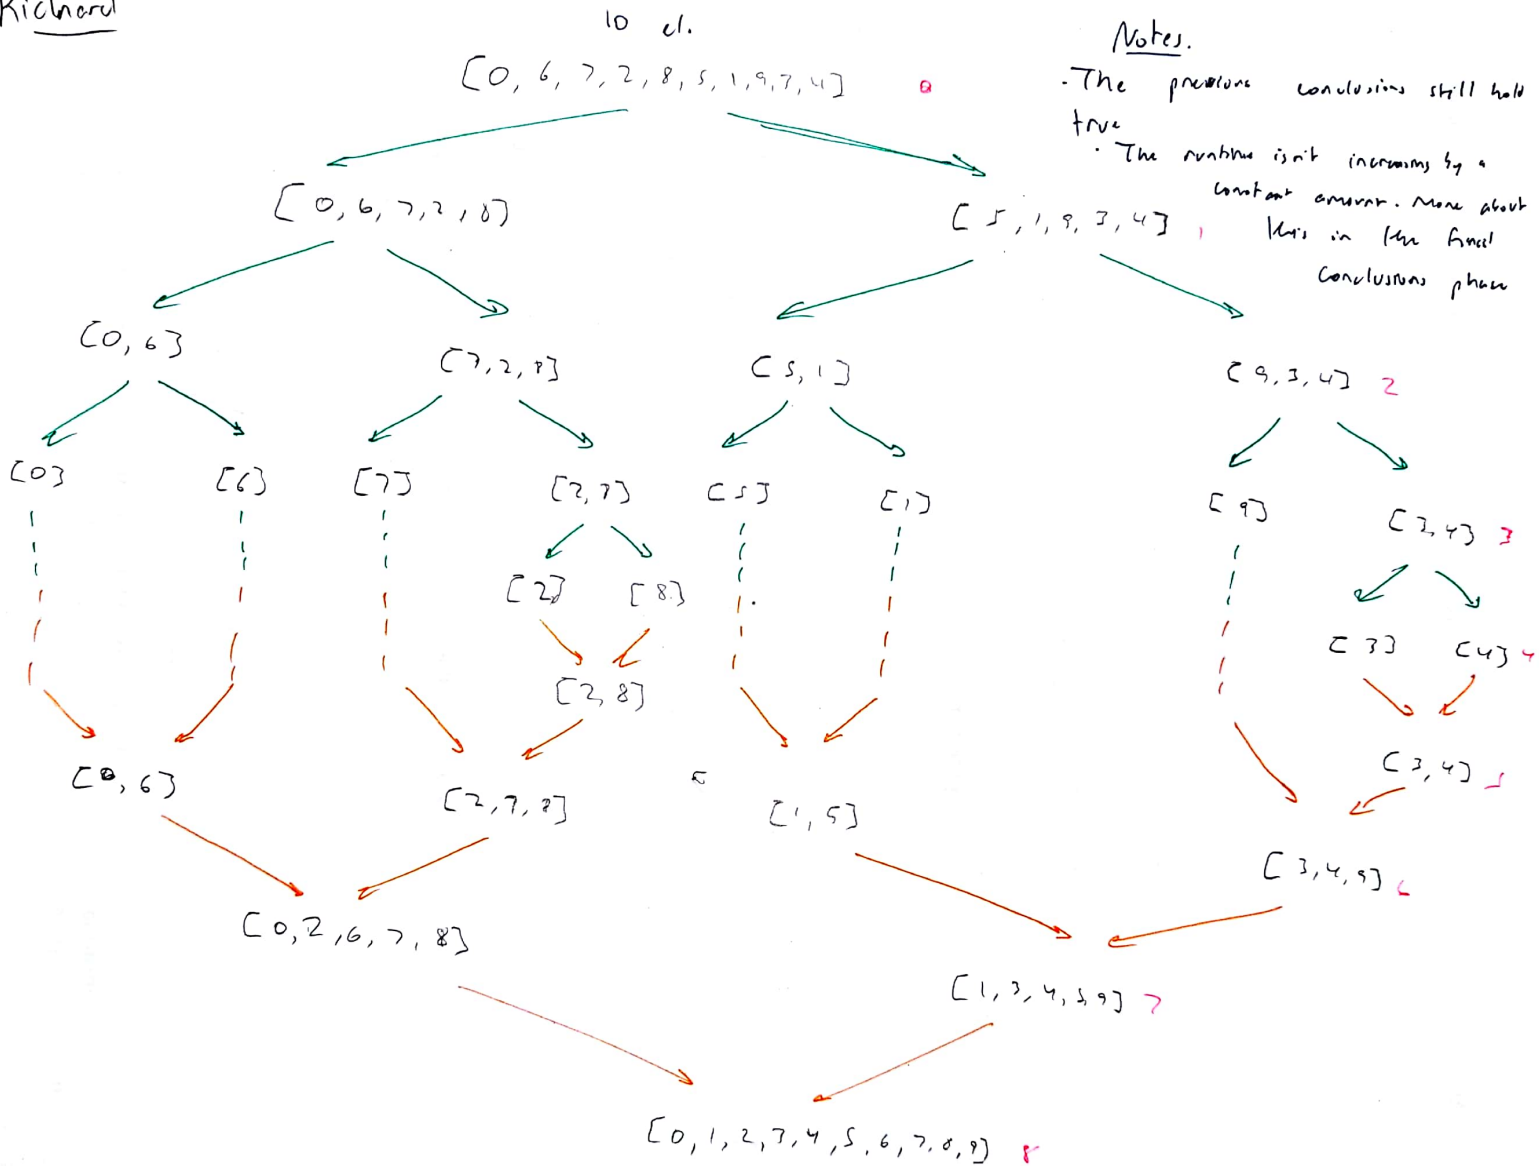 Richard
10 el.
[0, 6, 7, 2, 8, 5, 1, 9, 3, 4] 0
Notes.
· The previous conclusions still hold
true
· The runtime isn't increasing by a
constant amount. More about
this in the final
conclusions phase
[0, 6, 7, 2, 8]
[5, 1, 9, 3, 4] 1
[0, 6]
[7, 2, 8]
[5, 1]
[9, 3, 4] 2
[0]
[6]
[7]
[2, 8]
[5]
[1]
[9]
[3, 4] 3
[2]
[8]
[3]
[4] 4
[2, 8]
[3, 4] 5
[0, 6]
[2, 7, 8]
[
[1, 5]
[3, 4, 9] 6
[0, 2, 6, 7, 8]
[1, 3, 4, 5, 9] 7
[0, 1, 2, 3, 4, 5, 6, 7, 8, 9] 8